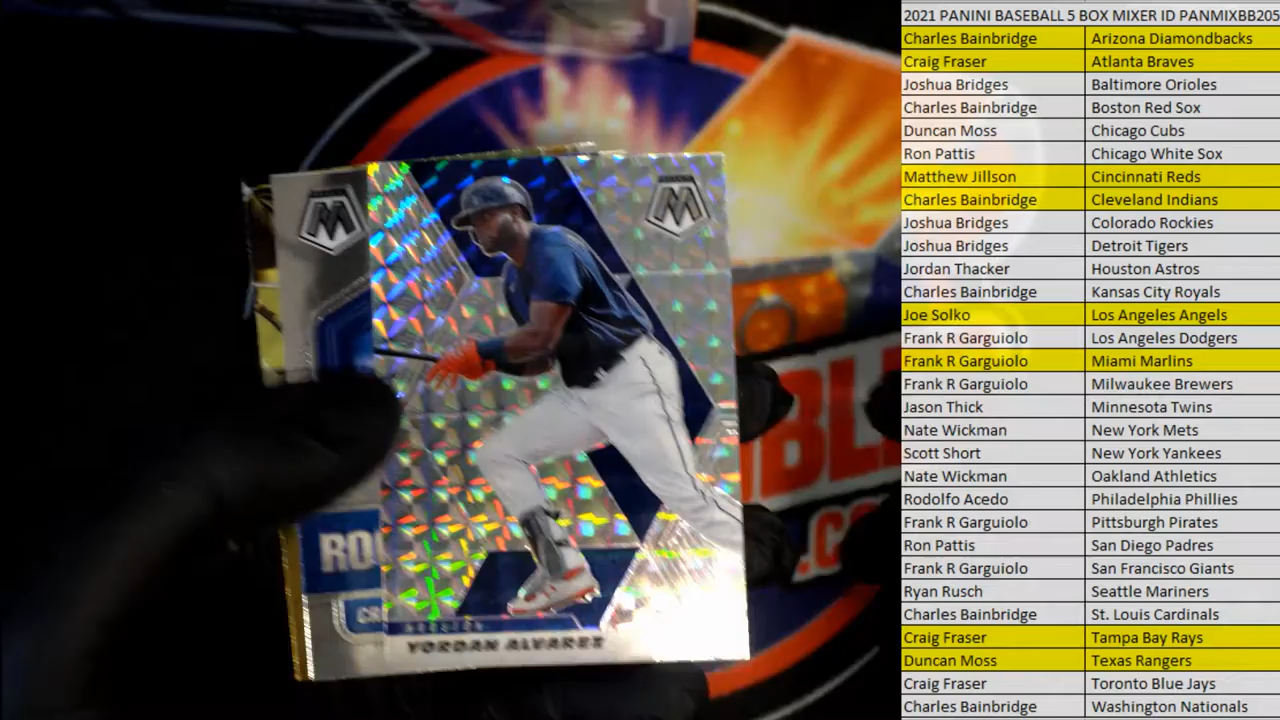 2021 PANINI BASEBALL 5 BOX MIXER ID PANMIXBB205
Charles Bainbridge Arizona Diamondbacks
Craig Fraser Atlanta Braves
Joshua Bridges Baltimore Orioles
Charles Bainbridge Boston Red Sox
Duncan Moss Chicago Cubs
Ron Pattis Chicago White Sox
Matthew Jillson Cincinnati Reds
Charles Bainbridge Cleveland Indians
Joshua Bridges Colorado Rockies
Joshua Bridges Detroit Tigers
Jordan Thacker Houston Astros
Charles Bainbridge Kansas City Royals
Joe Solko Los Angeles Angels
Frank R Garguiolo Los Angeles Dodgers
Frank R Garguiolo Miami Marlins
Frank R Garguiolo Milwaukee Brewers
Jason Thick Minnesota Twins
Nate Wickman New York Mets
Scott Short New York Yankees
Nate Wickman Oakland Athletics
Rodolfo Acedo Philadelphia Phillies
Frank R Garguiolo Pittsburgh Pirates
Ron Pattis San Diego Padres
Frank R Garguiolo San Francisco Giants
Ryan Rusch Seattle Mariners
Charles Bainbridge St. Louis Cardinals
Craig Fraser Tampa Bay Rays
Duncan Moss Texas Rangers
Craig Fraser Toronto Blue Jays
Charles Bainbridge Washington Nationals
M
M
IBL
.CO
ROO
CR
HOUSTON
YORDAN ALVAREZ